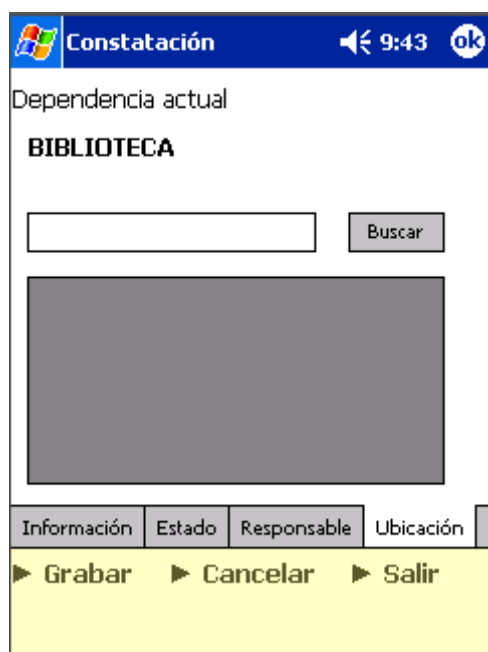 Constatación 9:43 ok
Dependencia actual
BIBLIOTECA
Buscar
Información Estado Responsable Ubicación
Grabar Cancelar Salir